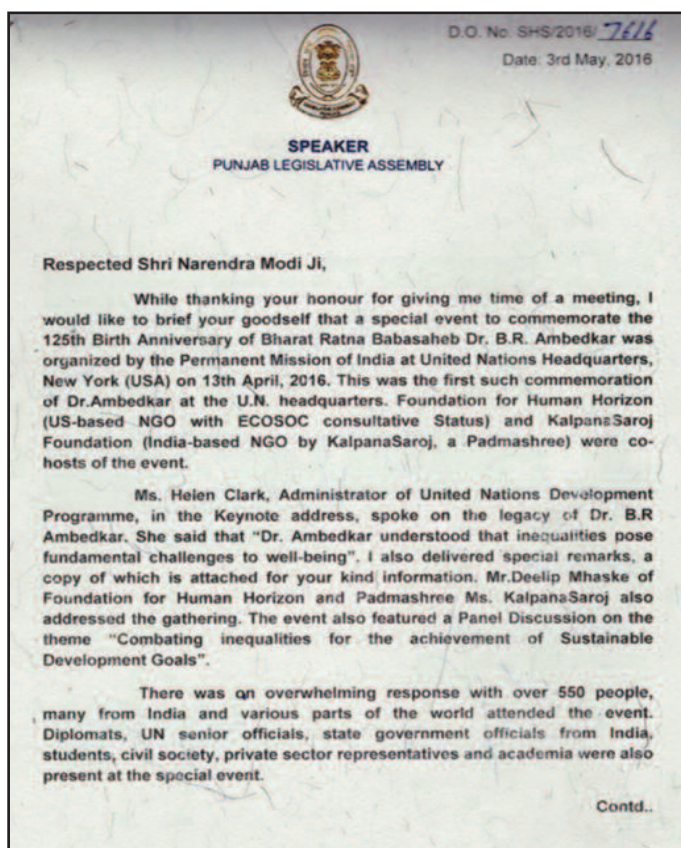 D.O. No. SHS/2016/ 7616
Date: 3rd May, 2016
SPEAKER
PUNJAB LEGISLATIVE ASSEMBLY
Respected Shri Narendra Modi Ji,
While thanking your honour for giving me time of a meeting, I
would like to brief your goodself that a special event to commemorate the
125th Birth Anniversary of Bharat Ratna Babasaheb Dr. B.R. Ambedkar was
organized by the Permanent Mission of India at United Nations Headquarters,
New York (USA) on 13th April, 2016. This was the first such commemoration
of Dr.Ambedkar at the U.N. headquarters. Foundation for Human Horizon
(US-based NGO with ECOSOC consultative Status) and KalpanaSaroj
Foundation (India-based NGO by KalpanaSaroj, a Padmashree) were co-
hosts of the event.
Ms. Helen Clark, Administrator of United Nations Development
Programme, in the Keynote address, spoke on the legacy of Dr. B.R
Ambedkar. She said that “Dr. Ambedkar understood that inequalities pose
fundamental challenges to well-being”. I also delivered special remarks, a
copy of which is attached for your kind information. Mr.Deelip Mhaske of
Foundation for Human Horizon and Padmashree Ms. KalpanaSaroj also
addressed the gathering. The event also featured a Panel Discussion on the
theme “Combating inequalities for the achievement of Sustainable
Development Goals”.
There was an overwhelming response with over 550 people,
many from India and various parts of the world attended the event.
Diplomats, UN senior officials, state government officials from India,
students, civil society, private sector representatives and academia were also
present at the special event.
Contd..